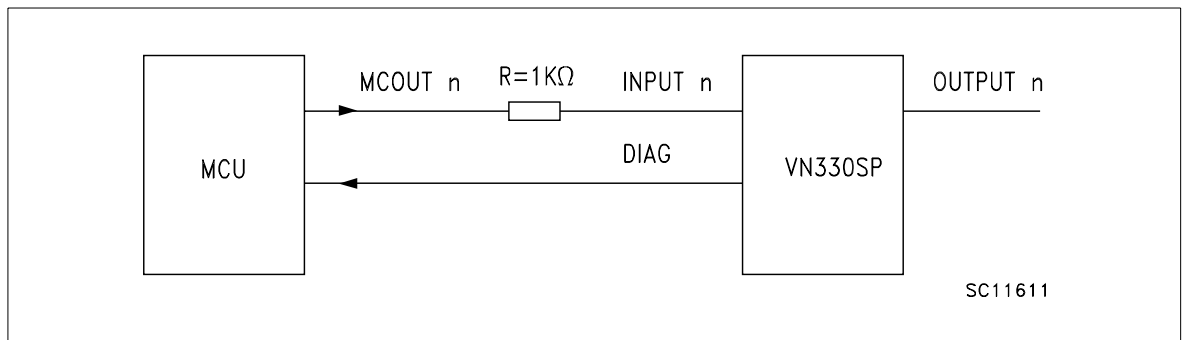 MCOUT n
R=1KΩ
INPUT n
OUTPUT n
DIAG
MCU
VN330SP
SC11611